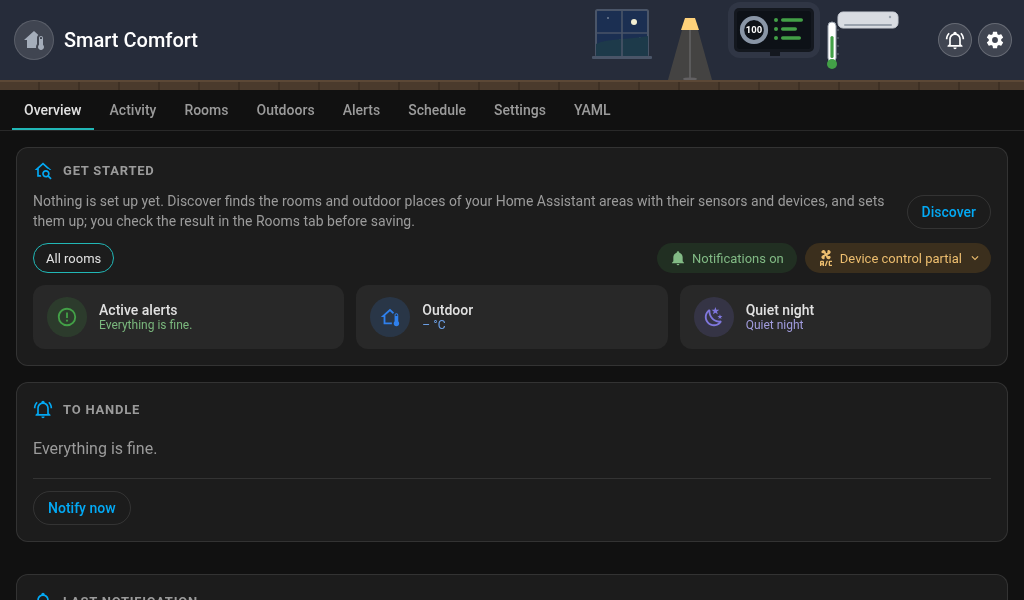 Smart Comfort
100
Overview Activity Rooms Outdoors Alerts Schedule Settings YAML
GET STARTED
Nothing is set up yet. Discover finds the rooms and outdoor places of your Home Assistant areas with their sensors and devices, and sets
them up; you check the result in the Rooms tab before saving.
Discover
All rooms
Notifications on
A/C
Device control partial
Active alerts
Everything is fine.
Outdoor
– °C
Quiet night
Quiet night
TO HANDLE
Everything is fine.
Notify now
LAST NOTIFICATION